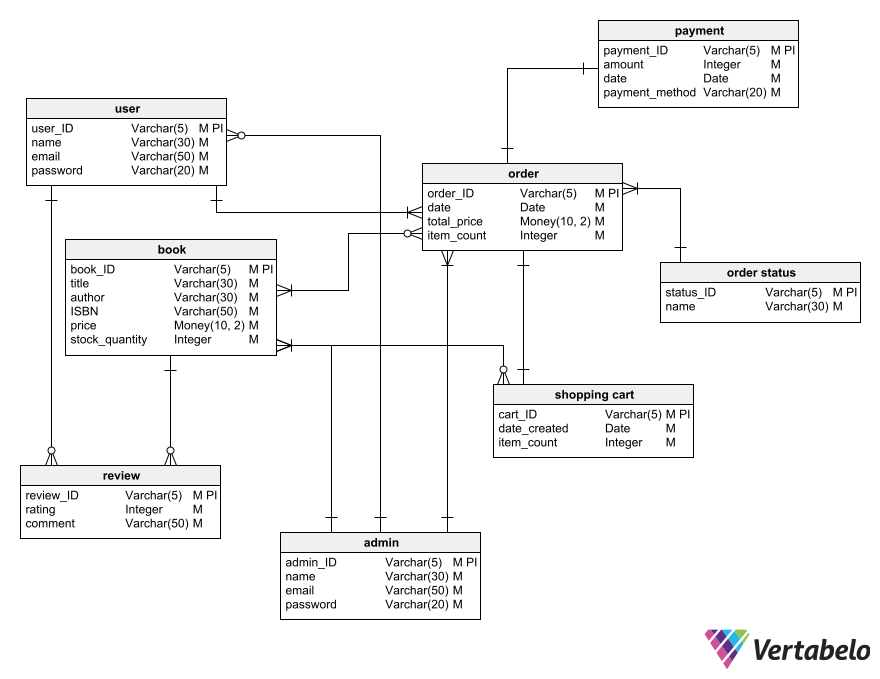 payment
payment_ID Varchar(5) M PI
amount Integer M
date Date M
payment_method Varchar(20) M
user
user_ID Varchar(5) M PI
name Varchar(30) M
email Varchar(50) M
password Varchar(20) M
order
order_ID Varchar(5) M PI
date Date M
total_price Money(10, 2) M
item_count Integer M
book
book_ID Varchar(5) M PI
title Varchar(30) M
author Varchar(30) M
ISBN Varchar(50) M
price Money(10, 2) M
stock_quantity Integer M
order status
status_ID Varchar(5) M PI
name Varchar(30) M
shopping cart
cart_ID Varchar(5) M PI
date_created Date M
item_count Integer M
review
review_ID Varchar(5) M PI
rating Integer M
comment Varchar(50) M
admin
admin_ID Varchar(5) M PI
name Varchar(30) M
email Varchar(50) M
password Varchar(20) M
Vertabelo